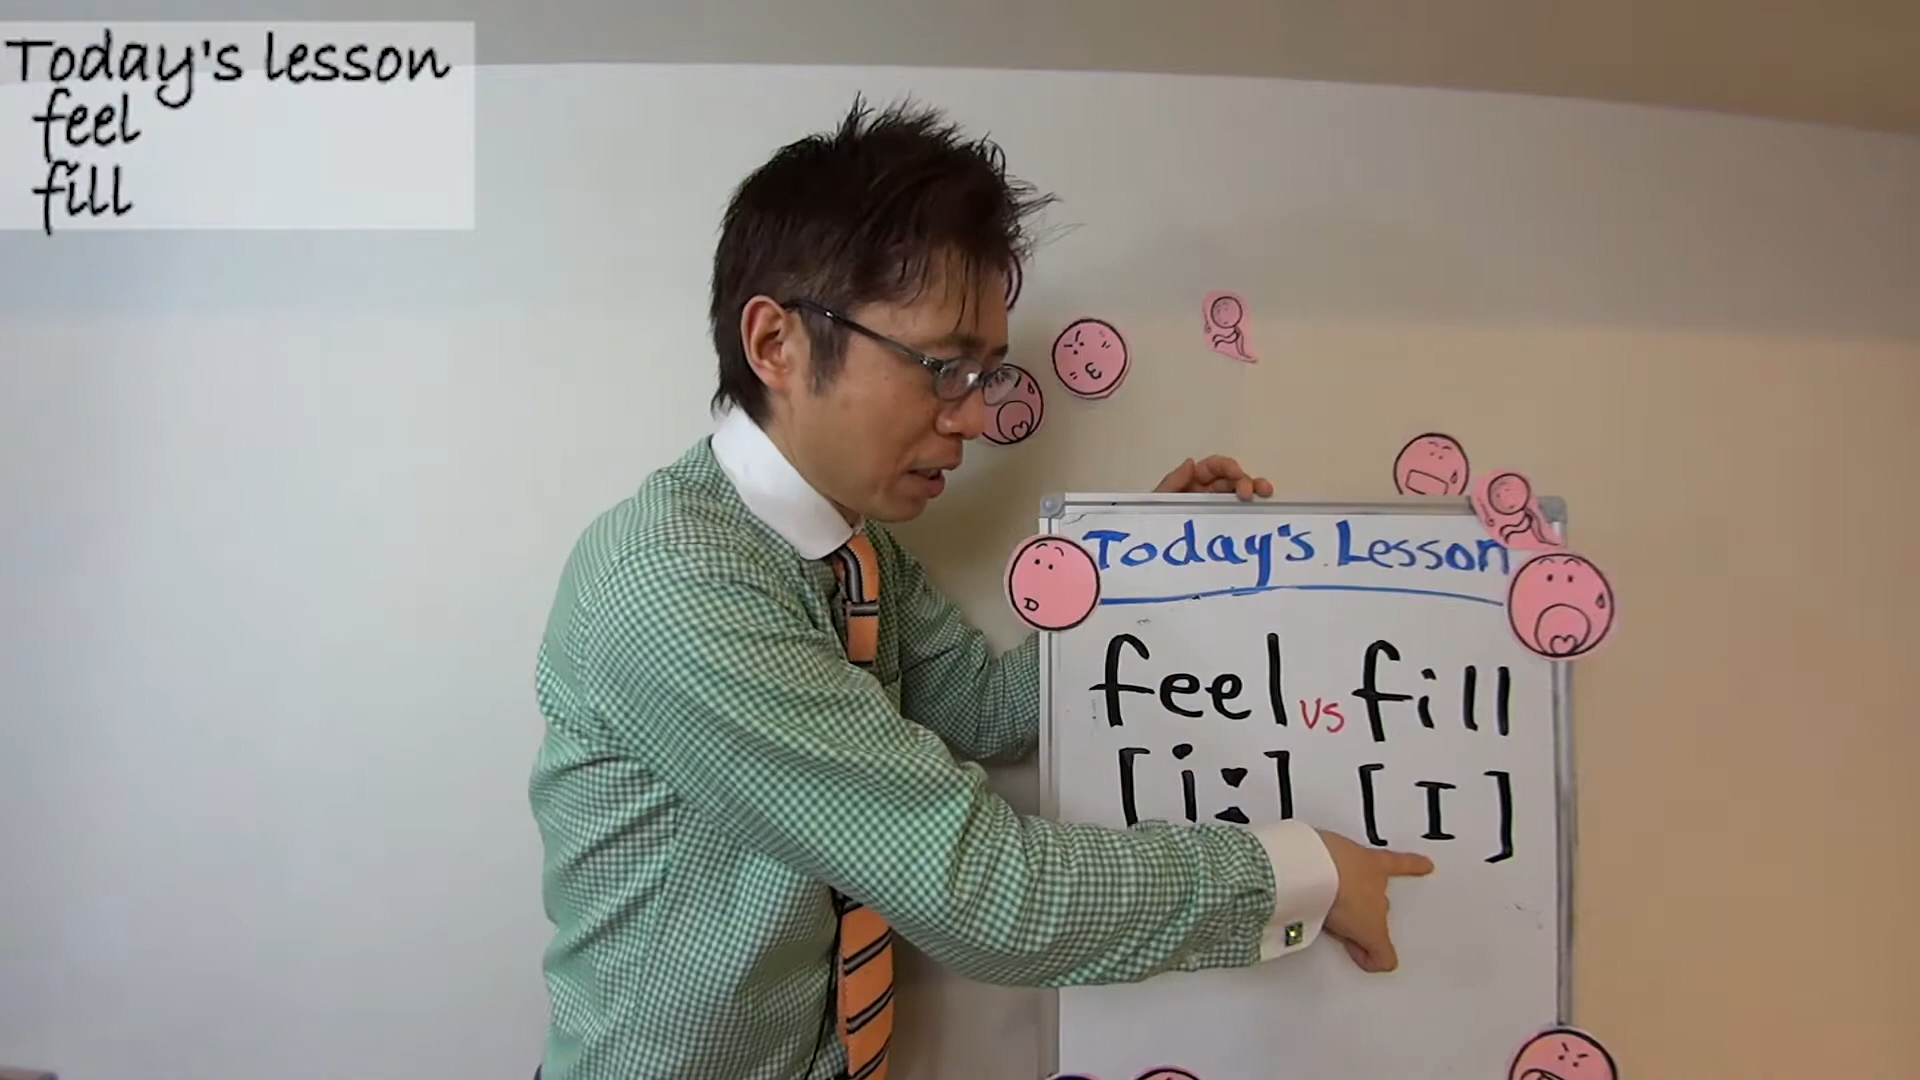 Today's lesson
feel
fill
Today's Lesson
feel vs fill
[i:] [I]